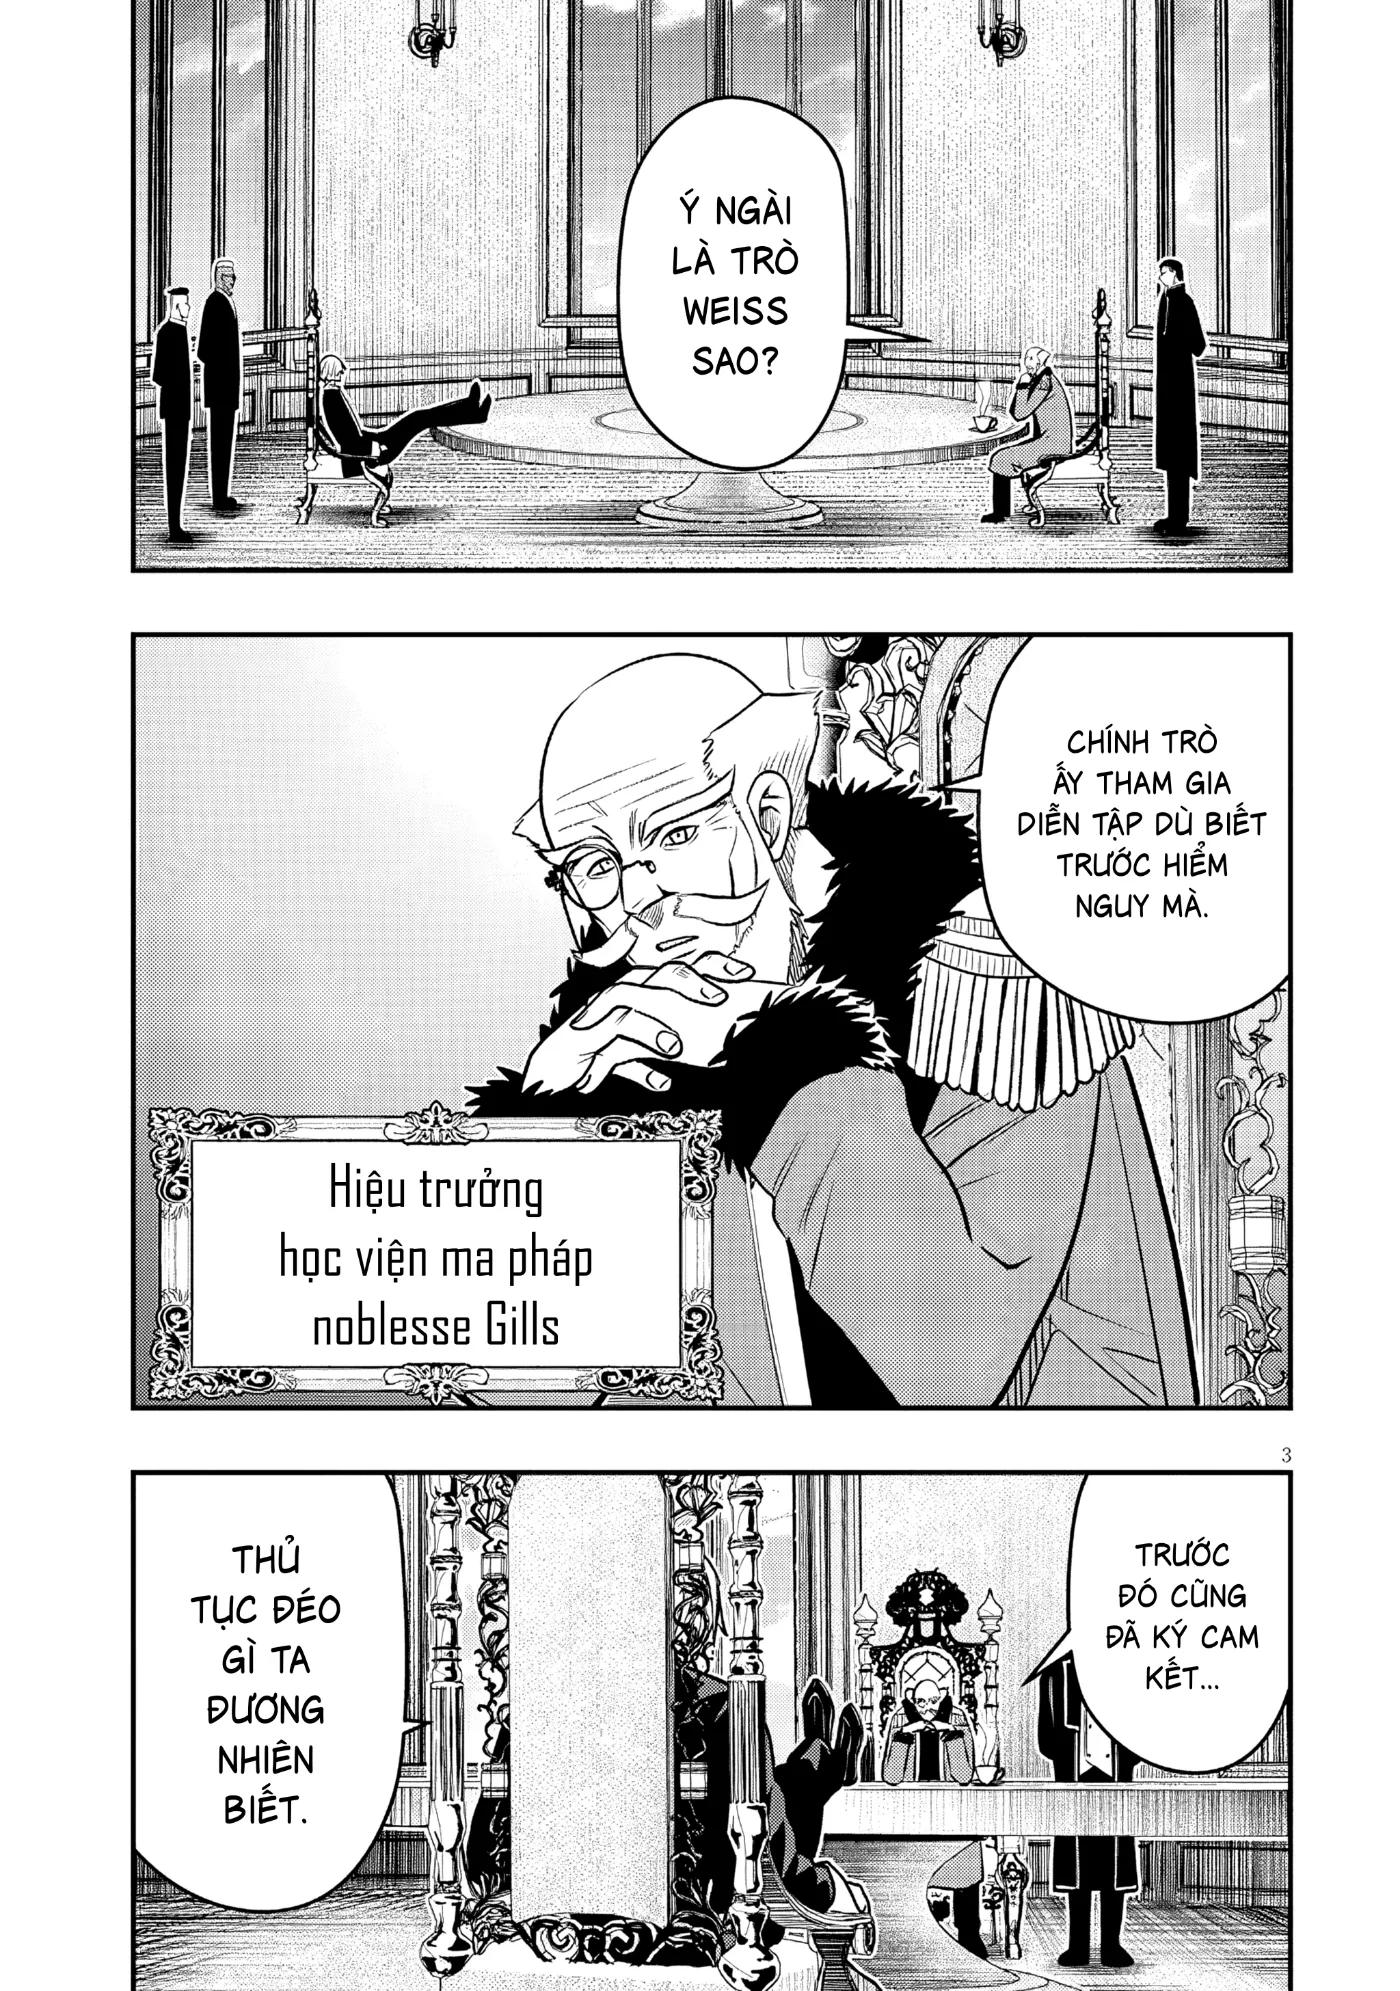 Ý NGÀI
LÀ TRÒ
WEISS
SAO?
CHÍNH TRÒ
ẤY THAM GIA
DIỄN TẬP DÙ BIẾT
TRƯỚC HIỂM
NGUY MÀ.
Hiệu trưởng
học viện ma pháp
noblesse Gills
3
TRƯỚC
ĐÓ CŨNG
ĐÃ KÝ CAM
KẾT...
THỦ
TỤC ĐÉO
GÌ TA
ĐƯƠNG
NHIÊN
BIẾT.